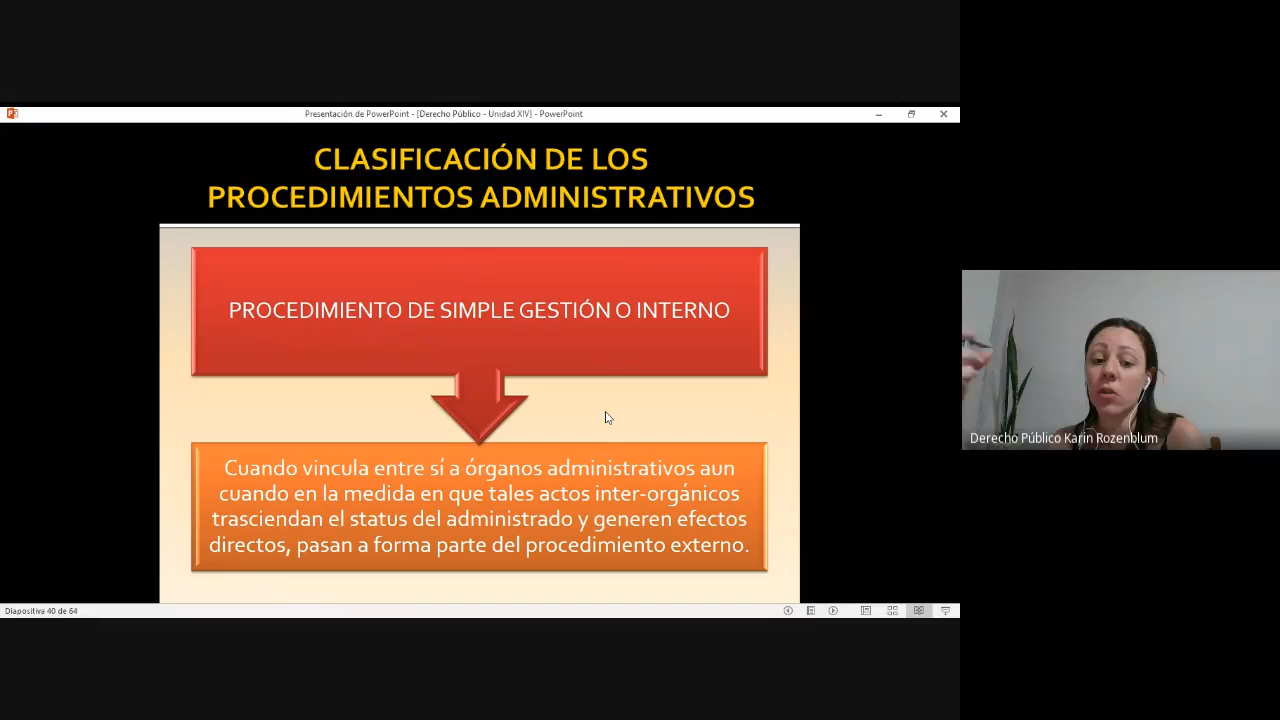 Presentación de PowerPoint - [Derecho Público - Unidad XIV] - PowerPoint
CLASIFICACIÓN DE LOS
PROCEDIMIENTOS ADMINISTRATIVOS
PROCEDIMIENTO DE SIMPLE GESTIÓN O INTERNO
Cuando vincula entre sí a órganos administrativos aun
cuando en la medida en que tales actos inter-orgánicos
trasciendan el status del administrado y generen efectos
directos, pasan a forma parte del procedimiento externo.
Derecho Público Karin Rozenblum
Diapositiva 40 de 64